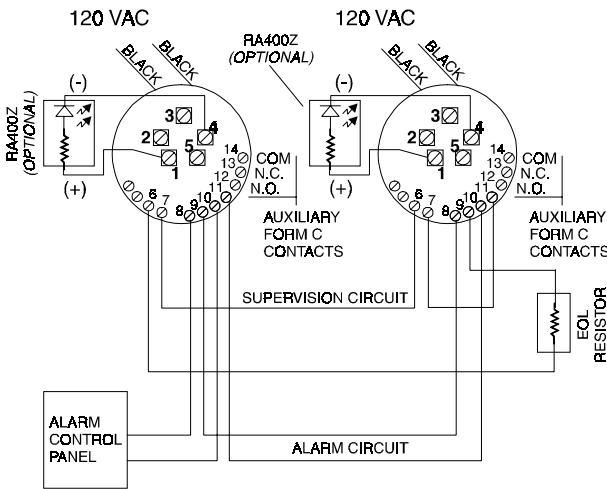 120 VAC
120 VAC
RA400Z
(OPTIONAL)
BLACK
BLACK
BLACK
BLACK
(-)
(-)
RA400Z
(OPTIONAL)
3
4
2
5
1
14
13
12
11
10
9
8
7
6
3
4
2
5
1
14
13
12
11
10
9
8
7
6
(+)
(+)
COM
N.C.
N.O.
COM
N.C.
N.O.
AUXILIARY
FORM C
CONTACTS
AUXILIARY
FORM C
CONTACTS
SUPERVISION CIRCUIT
EOL
RESISTOR
ALARM
CONTROL
PANEL
ALARM CIRCUIT